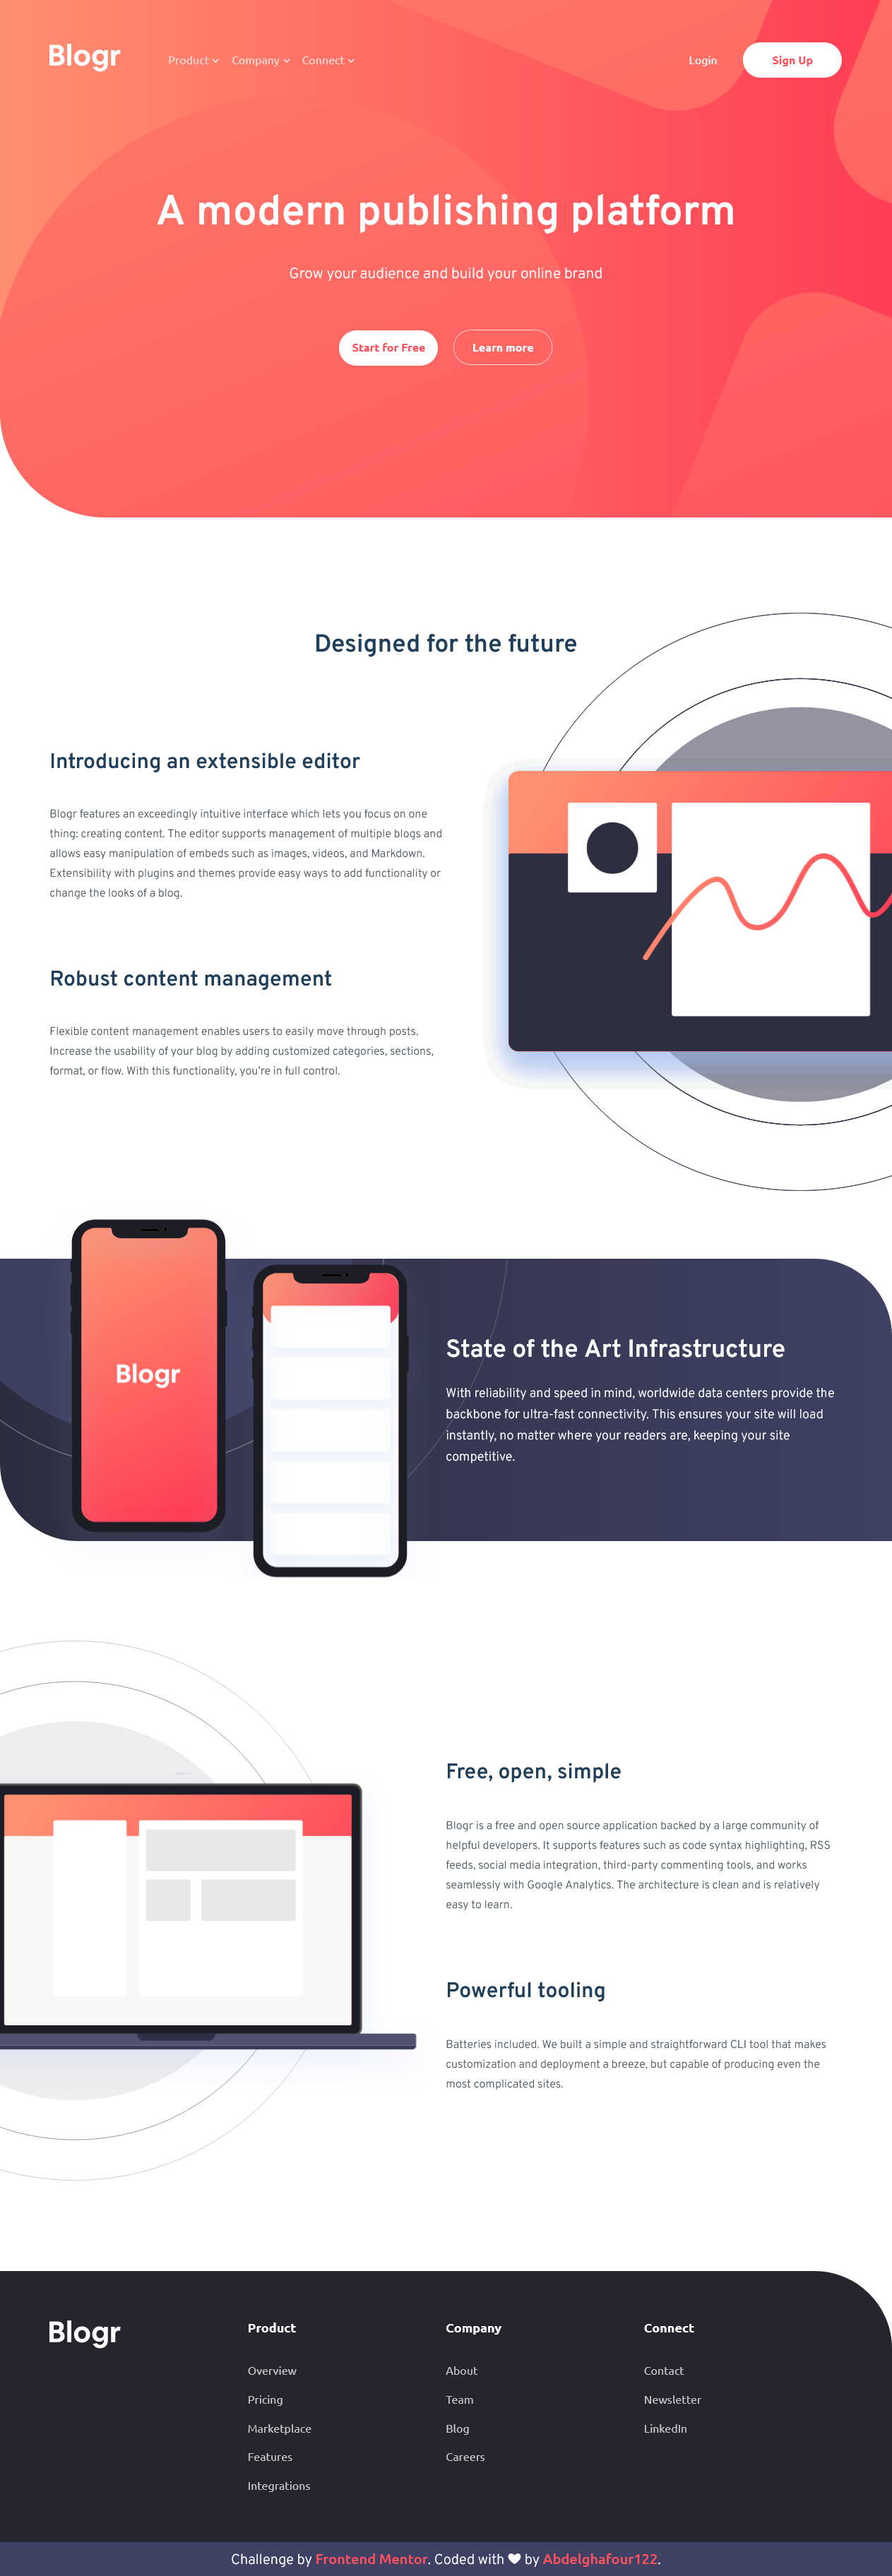 Blogr
Product Company Connect
Login
Sign Up
A modern publishing platform
Grow your audience and build your online brand
Start for Free
Learn more
Designed for the future
Introducing an extensible editor
Blogr features an exceedingly intuitive interface which lets you focus on one
thing: creating content. The editor supports management of multiple blogs and
allows easy manipulation of embeds such as images, videos, and Markdown.
Extensibility with plugins and themes provide easy ways to add functionality or
change the looks of a blog.
Robust content management
Flexible content management enables users to easily move through posts.
Increase the usability of your blog by adding customized categories, sections,
format, or flow. With this functionality, you're in full control.
Blogr
State of the Art Infrastructure
With reliability and speed in mind, worldwide data centers provide the
backbone for ultra-fast connectivity. This ensures your site will load
instantly, no matter where your readers are, keeping your site
competitive.
Free, open, simple
Blogr is a free and open source application backed by a large community of
helpful developers. It supports features such as code syntax highlighting, RSS
feeds, social media integration, third-party commenting tools, and works
seamlessly with Google Analytics. The architecture is clean and is relatively
easy to learn.
Powerful tooling
Batteries included. We built a simple and straightforward CLI tool that makes
customization and deployment a breeze, but capable of producing even the
most complicated sites.
Blogr
Product
Overview
Pricing
Marketplace
Features
Integrations
Company
About
Team
Blog
Careers
Connect
Contact
Newsletter
LinkedIn
Challenge by Frontend Mentor. Coded with ♥ by Abdelghafour122.